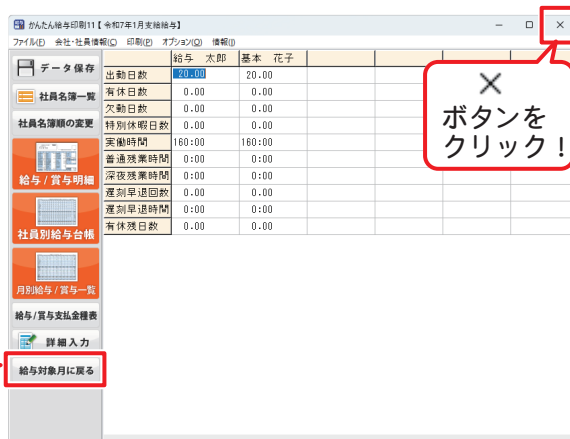 かんたん給与印刷11【 令和7年1月支給給与】
ファイル(F) 会社・社員情報(C) 印刷(P) オプション(O) 情報(I)
データ保存
社員名簿一覧
社員名簿順の変更
給与 / 賞与明細
社員別給与台帳
月別給与 / 賞与一覧
給与/賞与支払金種表
詳細入力
給与対象月に戻る
給与 太郎 基本 花子
出勤日数 20.00 20.00
有休日数 0.00 0.00
欠勤日数 0.00 0.00
特別休暇日数 0.00 0.00
実働時間 160:00 160:00
普通残業時間 0:00 0:00
深夜残業時間 0:00 0:00
遅刻早退回数 0.00 0.00
遅刻早退時間 0:00 0:00
有休残日数 0.00 0.00
×
ボタンを
クリック！